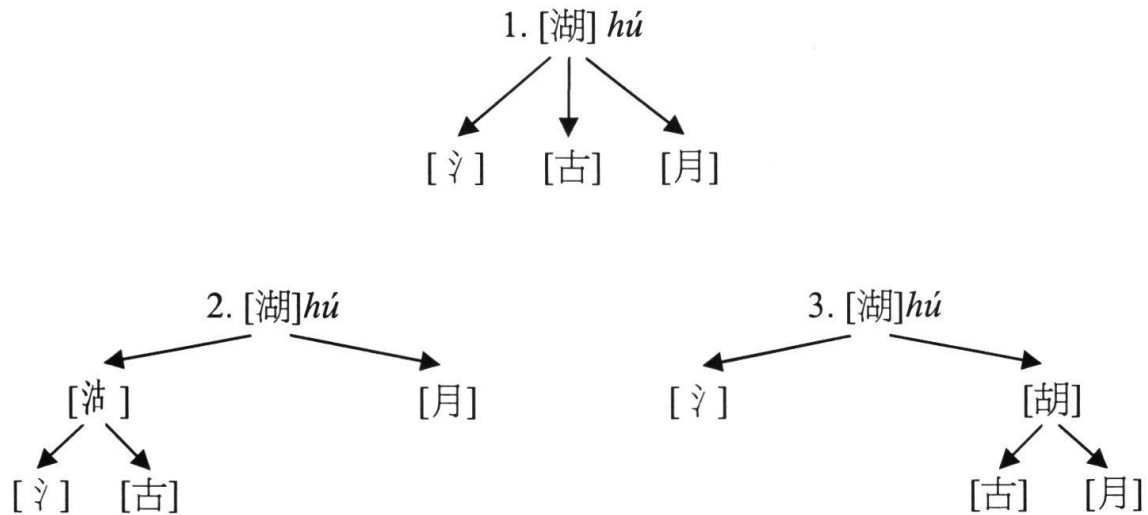 1. [湖] hú
[氵] [古] [月]
2. [湖]hú
3. [湖]hú
[沽 ] [月]
[氵] [胡]
[氵] [古]
[古] [月]